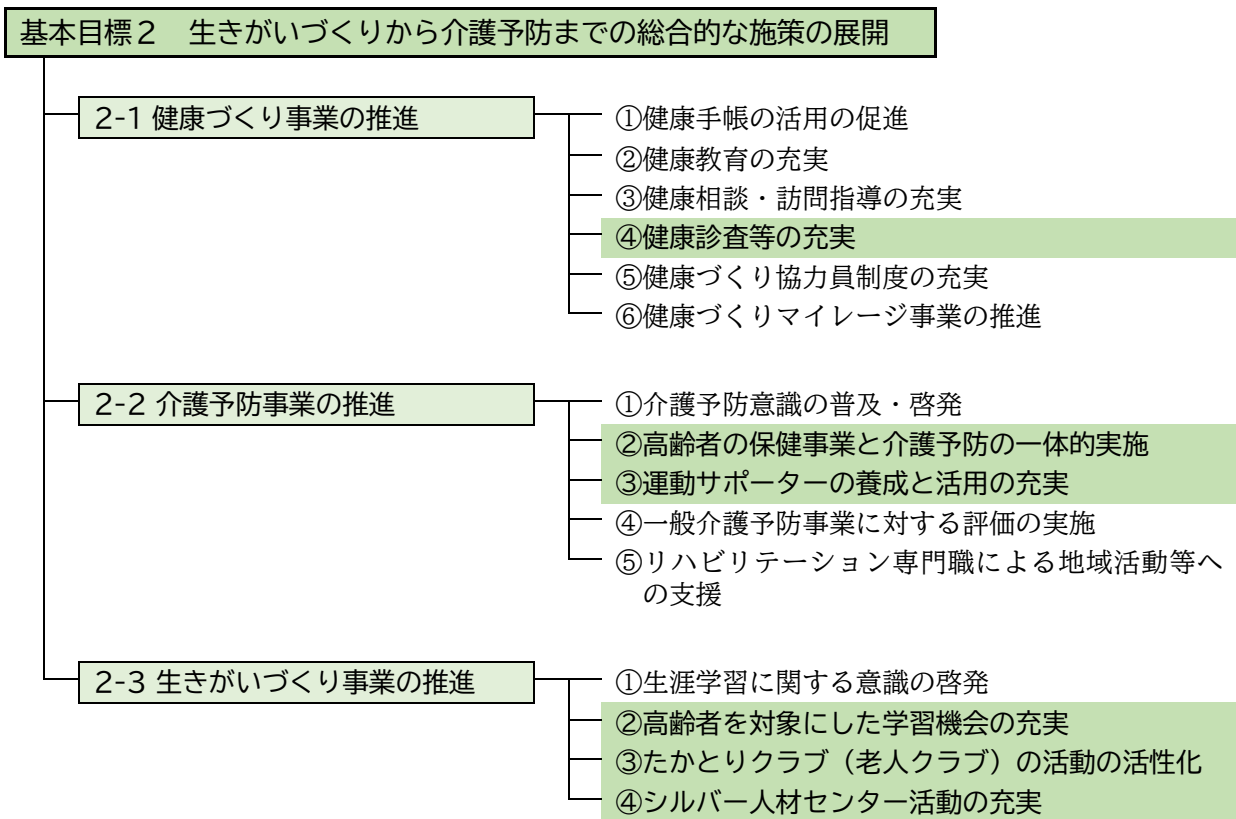 基本目標２　生きがいづくりから介護予防までの総合的な施策の展開
2-1 健康づくり事業の推進
①健康手帳の活用の促進
②健康教育の充実
③健康相談・訪問指導の充実
④健康診査等の充実
⑤健康づくり協力員制度の充実
⑥健康づくりマイレージ事業の推進
2-2 介護予防事業の推進
①介護予防意識の普及・啓発
②高齢者の保健事業と介護予防の一体的実施
③運動サポーターの養成と活用の充実
④一般介護予防事業に対する評価の実施
⑤リハビリテーション専門職による地域活動等へ
の支援
2-3 生きがいづくり事業の推進
①生涯学習に関する意識の啓発
②高齢者を対象にした学習機会の充実
③たかとりクラブ（老人クラブ）の活動の活性化
④シルバー人材センター活動の充実